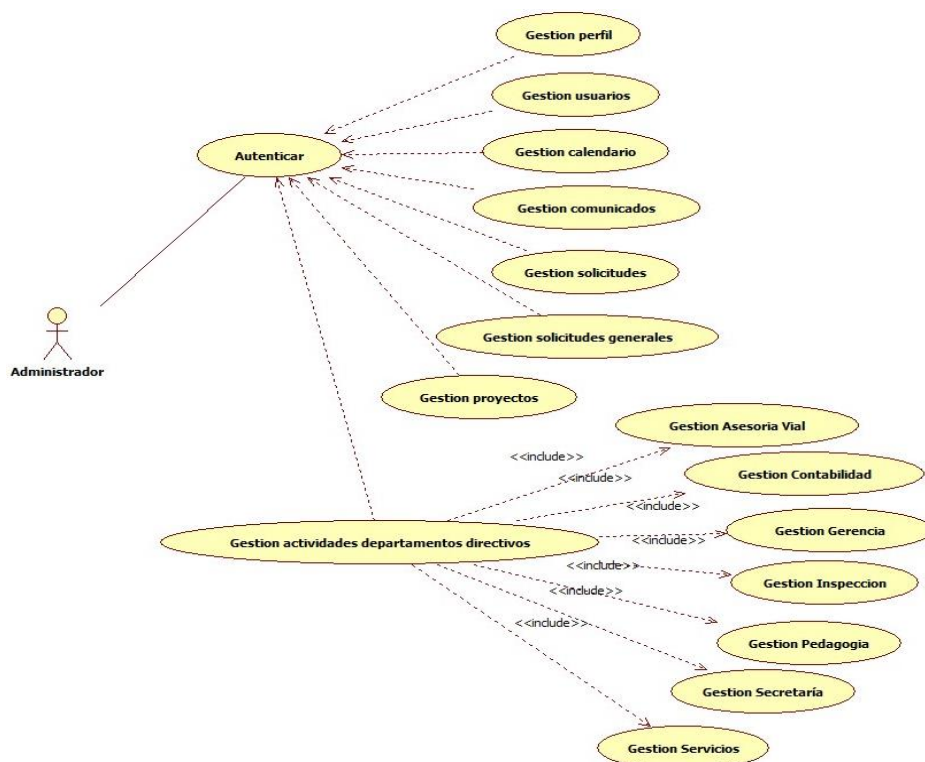 Gestion perfil
Gestion usuarios
Autenticar
Gestion calendario
Gestion comunicados
Gestion solicitudes
Gestion solicitudes generales
Administrador
Gestion proyectos
Gestion Asesoria Vial
<<include>>
<<include>>
Gestion Contabilidad
<<include>>
Gestion Gerencia
<<include>>
Gestion actividades departamentos directivos
<<include>>
Gestion Inspeccion
<<include>>
<<include>>
Gestion Pedagogia
Gestion Secretaría
Gestion Servicios